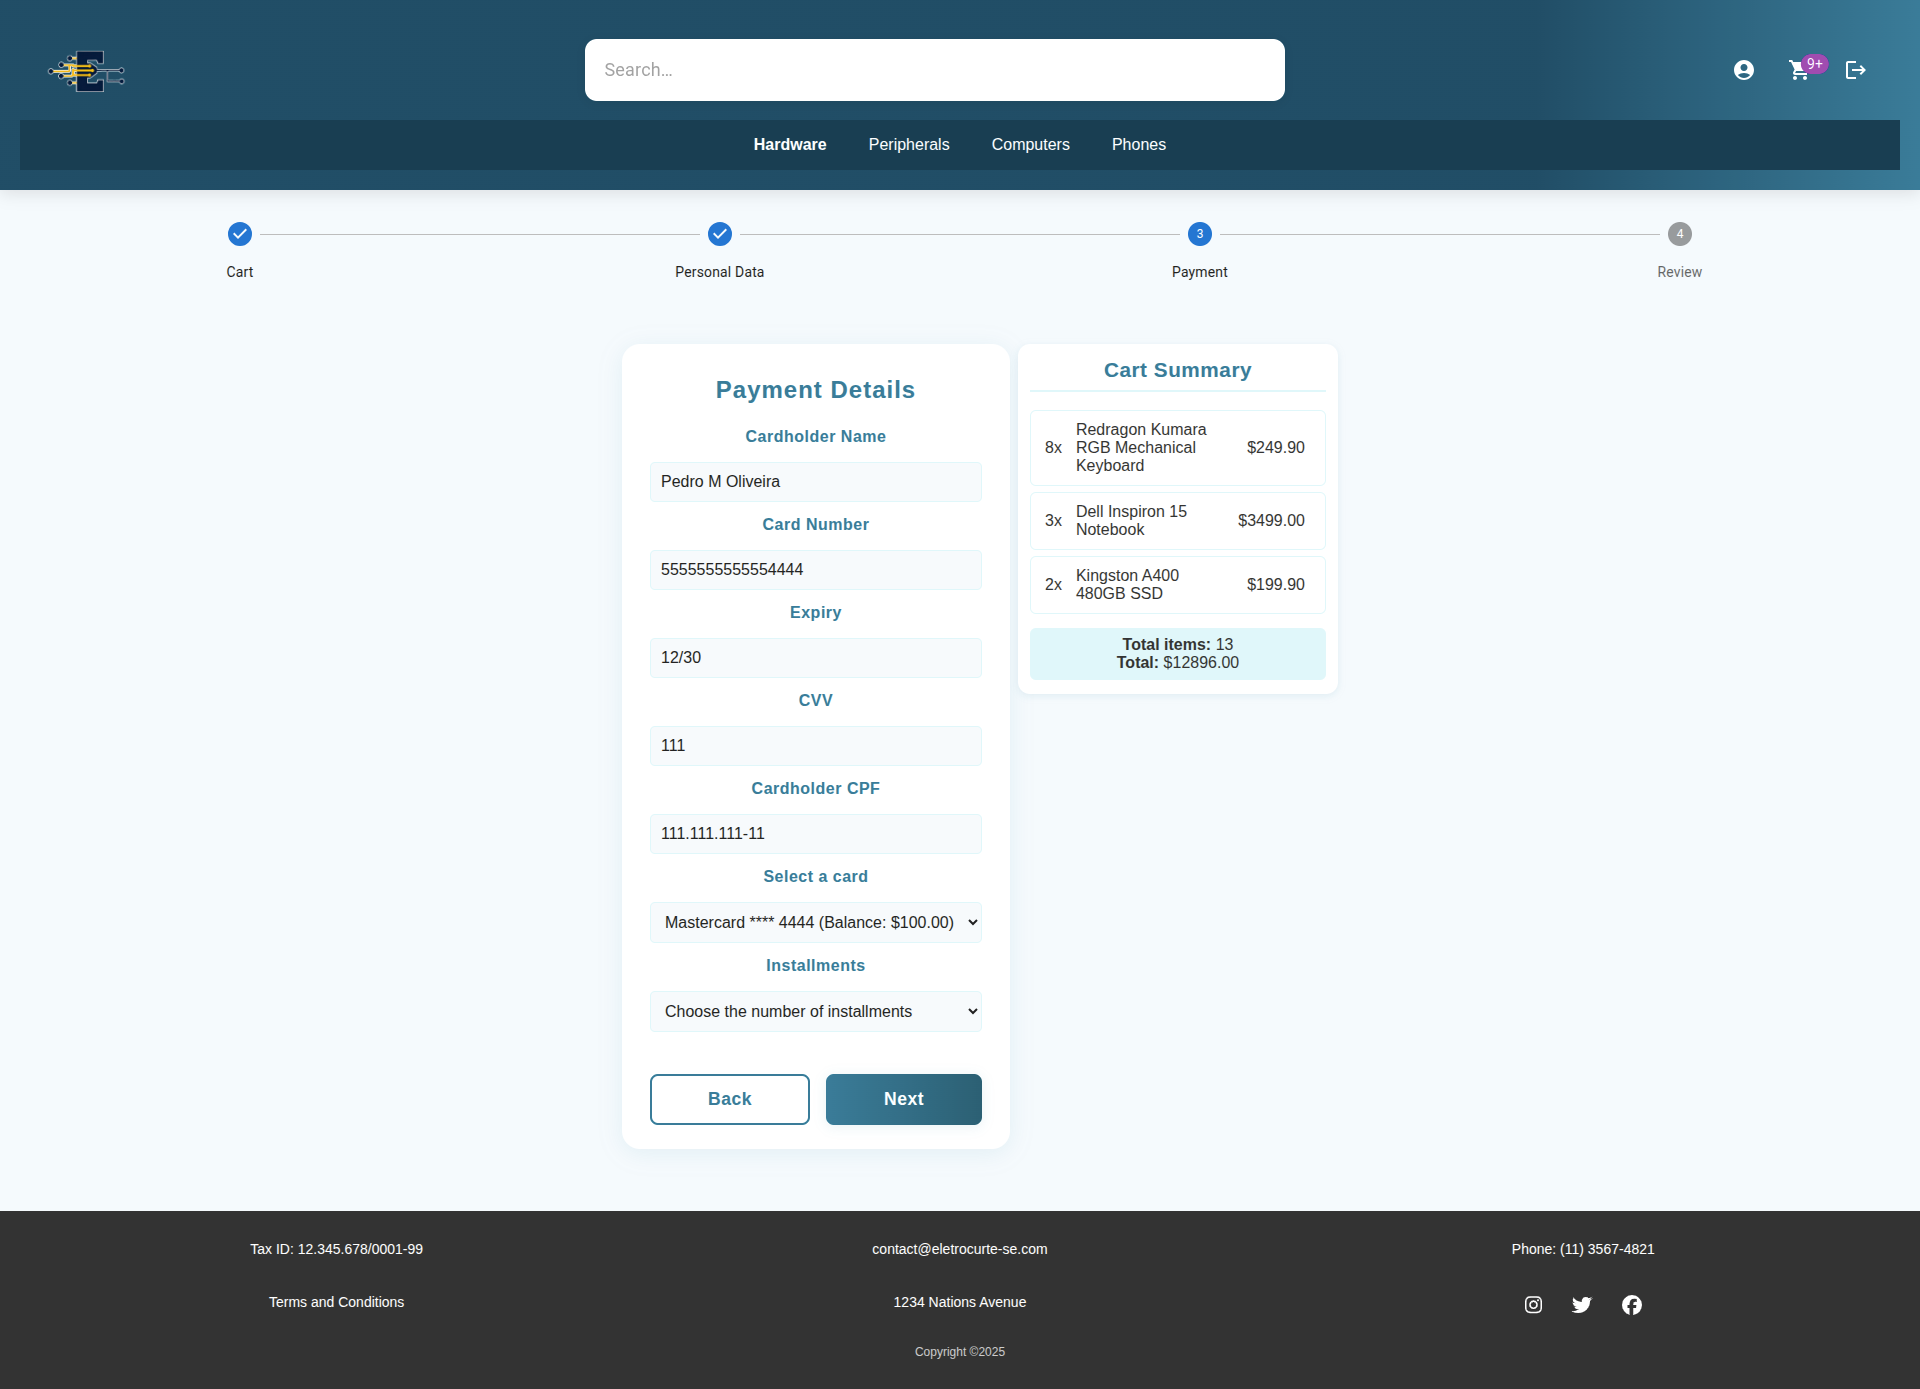 Search...
9+
Hardware
Peripherals
Computers
Phones
3
4
Cart
Personal Data
Payment
Review
Payment Details
Cardholder Name
Pedro M Oliveira
Card Number
5555555555554444
Expiry
12/30
CVV
111
Cardholder CPF
111.111.111-11
Select a card
Mastercard **** 4444 (Balance: $100.00)
Installments
Choose the number of installments
Back
Next
Cart Summary
8x
Redragon Kumara
RGB Mechanical
Keyboard
$249.90
3x
Dell Inspiron 15
Notebook
$3499.00
2x
Kingston A400
480GB SSD
$199.90
Total items: 13
Total: $12896.00
Tax ID: 12.345.678/0001-99
contact@eletrocurte-se.com
Phone: (11) 3567-4821
Terms and Conditions
1234 Nations Avenue
Copyright ©2025